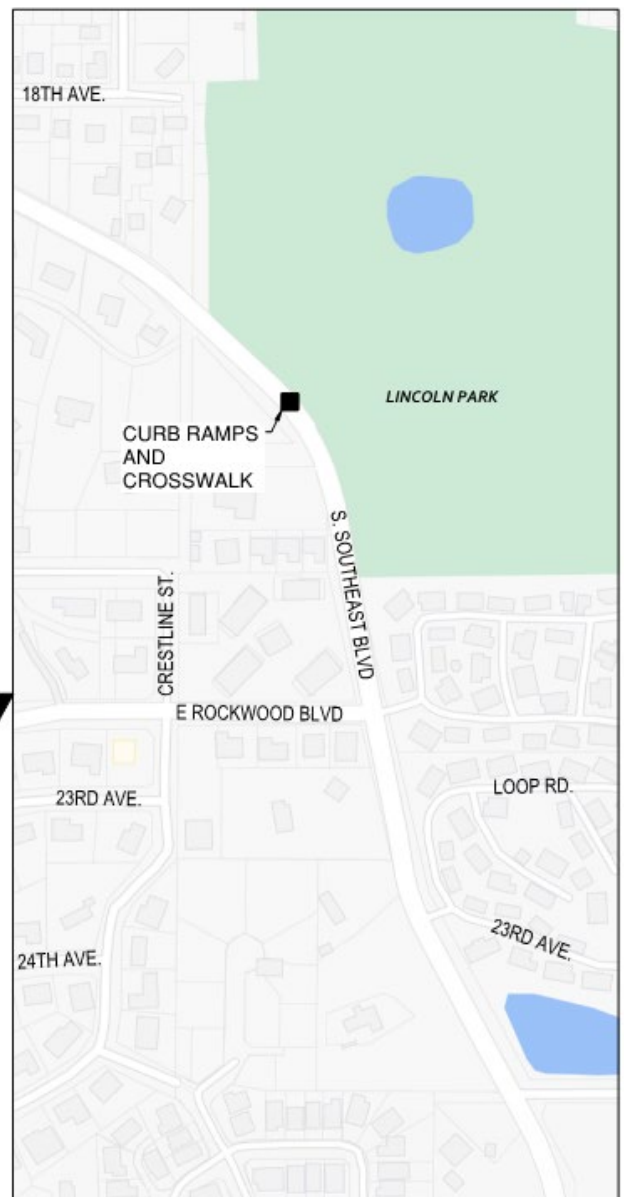 18TH AVE.
LINCOLN PARK
CURB RAMPS
AND
CROSSWALK
S. SOUTHEAST BLVD
CRESTLINE ST.
E ROCKWOOD BLVD
LOOP RD.
23RD AVE.
23RD AVE.
24TH AVE.